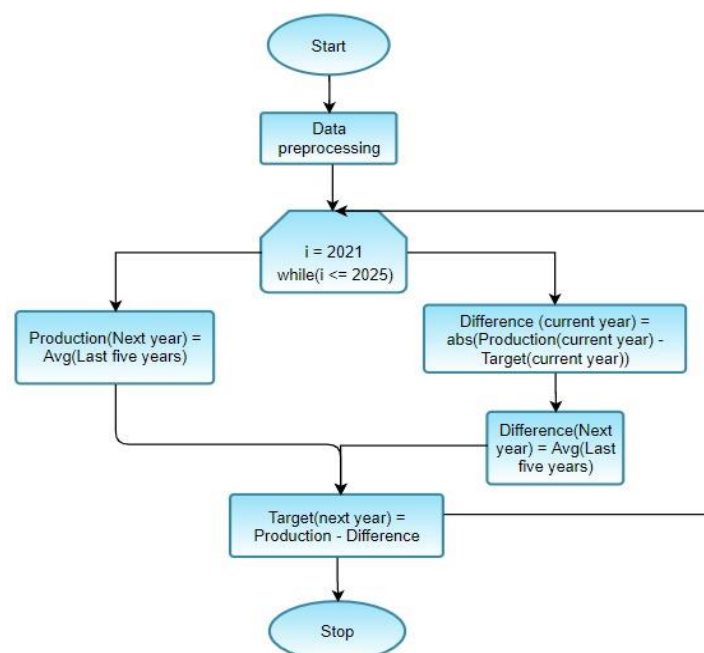 Start
Data
preprocessing
i = 2021
while(i <= 2025)
Production(Next year) =
Avg(Last five years)
Difference (current year) =
abs(Production(current year) -
Target(current year))
Difference(Next
year) = Avg(Last
five years)
Target(next year) =
Production - Difference
Stop